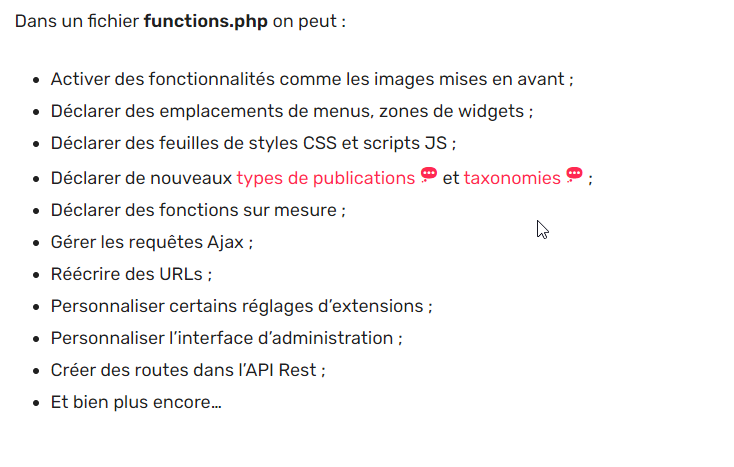 Dans un fichier functions.php on peut :
• Activer des fonctionnalités comme les images mises en avant ;
• Déclarer des emplacements de menus, zones de widgets ;
• Déclarer des feuilles de styles CSS et scripts JS ;
• Déclarer de nouveaux types de publications et taxonomies ;
• Déclarer des fonctions sur mesure ;
• Gérer les requêtes Ajax ;
• Réécrire des URLs ;
• Personnaliser certains réglages d’extensions ;
• Personnaliser l’interface d’administration ;
• Créer des routes dans l’API Rest ;
• Et bien plus encore…